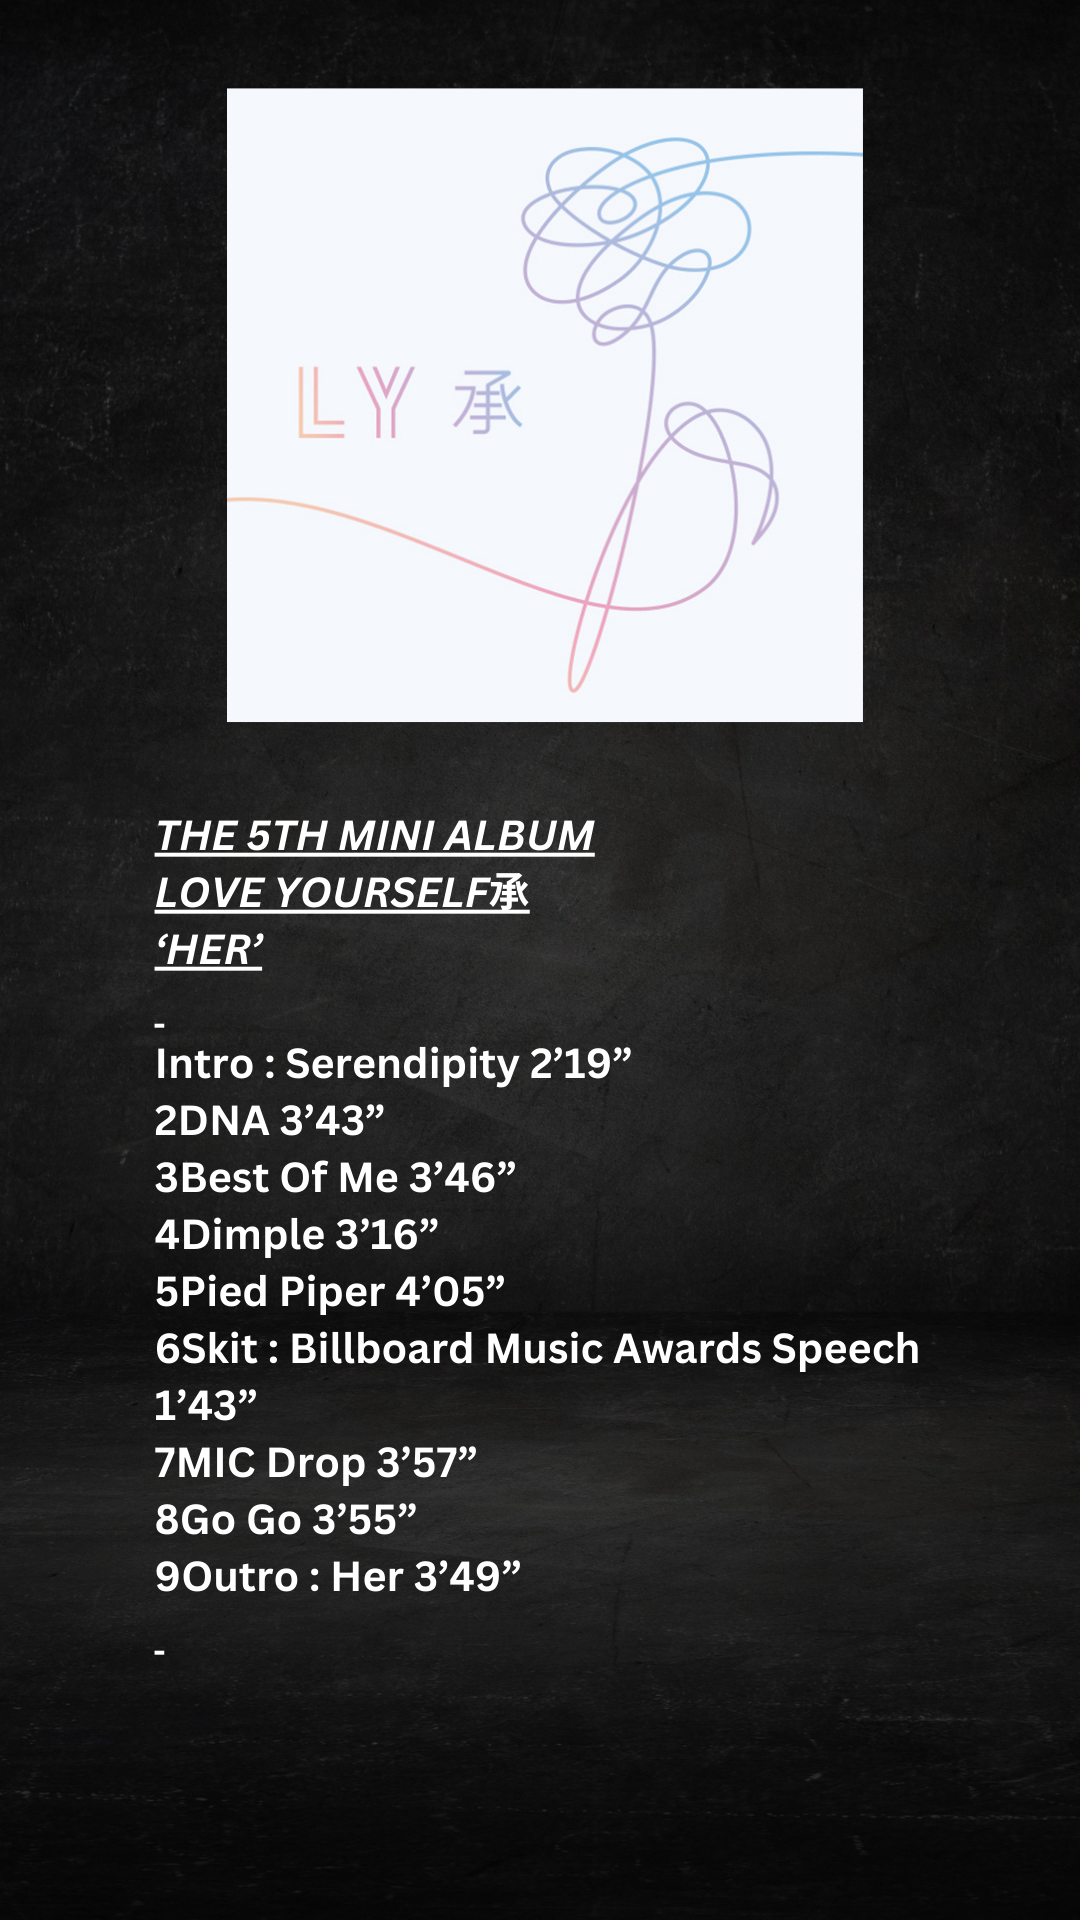 LY 承
THE 5TH MINI ALBUM
LOVE YOURSELF承
‘HER’
-
Intro : Serendipity 2’19”
2DNA 3’43”
3Best Of Me 3’46”
4Dimple 3’16”
5Pied Piper 4’05”
6Skit : Billboard Music Awards Speech
1’43”
7MIC Drop 3’57”
8Go Go 3’55”
9Outro : Her 3’49”
-